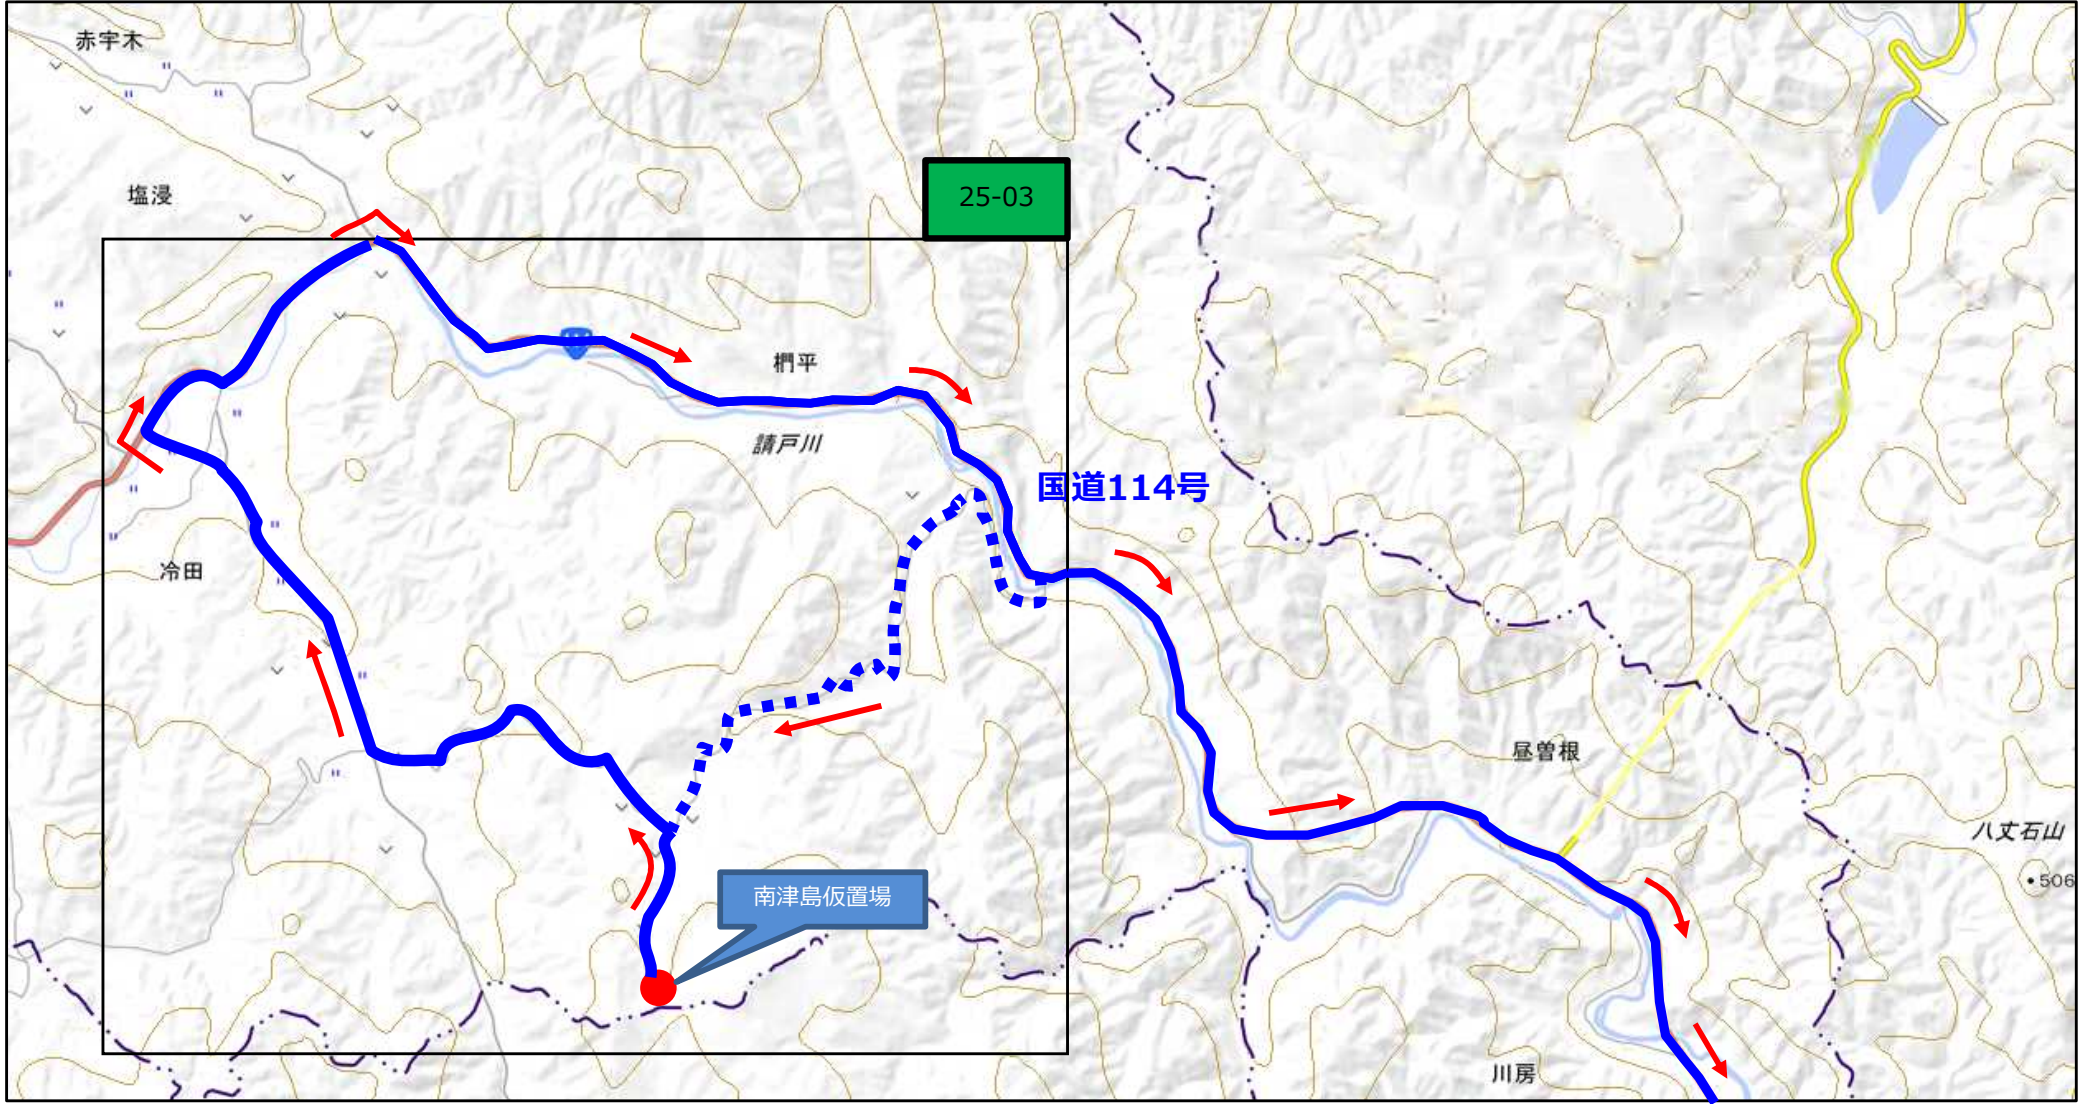 赤宇木
塩浸
25-03
椚平
請戸川
国道114号
冷田
昼曽根
八丈石山
506
南津島仮置場
川房